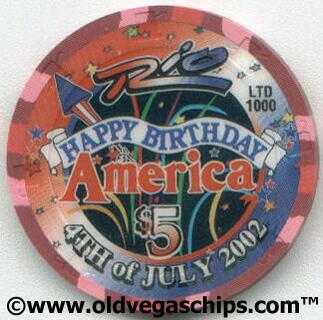 Rio
LTD
1000
HAPPY BIRTHDAY
America
$5
4TH of JULY 2002
©www.oldvegaschips.com™